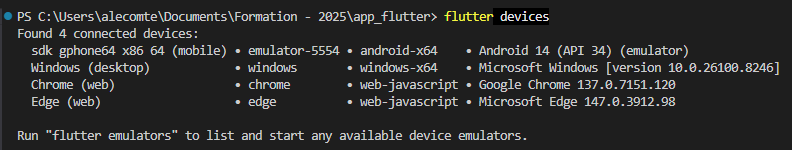 PS C:\Users\alecomte\Documents\Formation - 2025\app_flutter> flutter devices
Found 4 connected devices:
sdk gphone64 x86 64 (mobile) • emulator-5554 • android-x64 • Android 14 (API 34) (emulator)
Windows (desktop) • windows • windows-x64 • Microsoft Windows [version 10.0.26100.8246]
Chrome (web) • chrome • web-javascript • Google Chrome 137.0.7151.120
Edge (web) • edge • web-javascript • Microsoft Edge 147.0.3912.98
Run "flutter emulators" to list and start any available device emulators.